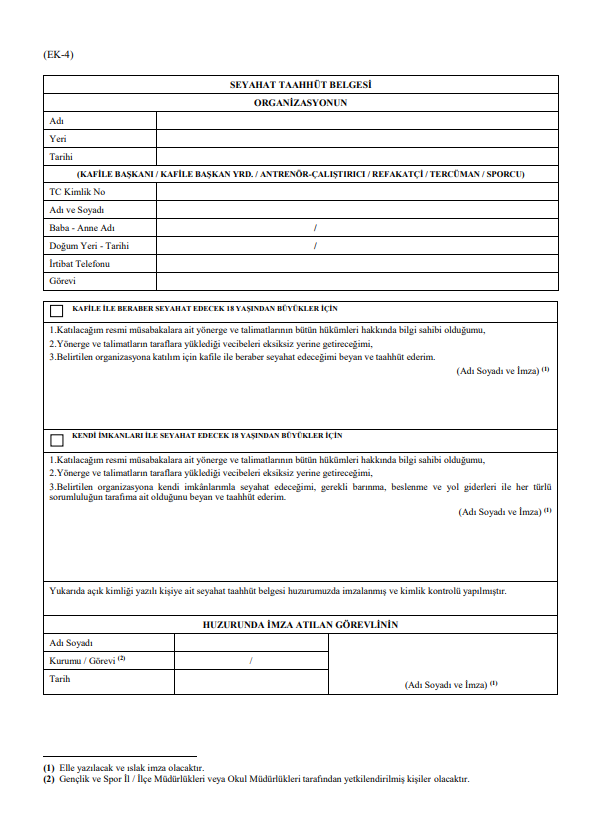 (EK-4)
SEYAHAT TAAHHÜT BELGESİ
ORGANİZASYONUN
Adı
Yeri
Tarihi
(KAFİLE BAŞKANI / KAFİLE BAŞKAN YRD. / ANTRENÖR-ÇALIŞTIRICI / REFAKATÇİ / TERCÜMAN / SPORCU)
TC Kimlik No
Adı ve Soyadı
Baba - Anne Adı /
Doğum Yeri - Tarihi /
İrtibat Telefonu
Görevi
KAFİLE İLE BERABER SEYAHAT EDECEK 18 YAŞINDAN BÜYÜKLER İÇİN
1.Katılacağım resmi müsabakalara ait yönerge ve talimatlarının bütün hükümleri hakkında bilgi sahibi olduğumu,
2.Yönerge ve talimatların taraflara yüklediği vecibeleri eksiksiz yerine getireceğimi,
3.Belirtilen organizasyona katılım için kafile ile beraber seyahat edeceğimi beyan ve taahhüt ederim.
(Adı Soyadı ve İmza) (1)
KENDİ İMKANLARI İLE SEYAHAT EDECEK 18 YAŞINDAN BÜYÜKLER İÇİN
1.Katılacağım resmi müsabakalara ait yönerge ve talimatlarının bütün hükümleri hakkında bilgi sahibi olduğumu,
2.Yönerge ve talimatların taraflara yüklediği vecibeleri eksiksiz yerine getireceğimi,
3.Belirtilen organizasyona kendi imkânlarımla seyahat edeceğimi, gerekli barınma, beslenme ve yol giderleri ile her türlü
sorumluluğun tarafıma ait olduğunu beyan ve taahhüt ederim.
(Adı Soyadı ve İmza) (1)
Yukarıda açık kimliği yazılı kişiye ait seyahat taahhüt belgesi huzurumuzda imzalanmış ve kimlik kontrolü yapılmıştır.
HUZURUNDA İMZA ATILAN GÖREVLİNİN
Adı Soyadı
Kurumu / Görevi (2) /
Tarih
(Adı Soyadı ve İmza) (1)
(1) Elle yazılacak ve ıslak imza olacaktır.
(2) Gençlik ve Spor İl / İlçe Müdürlükleri veya Okul Müdürlükleri tarafından yetkilendirilmiş kişiler olacaktır.